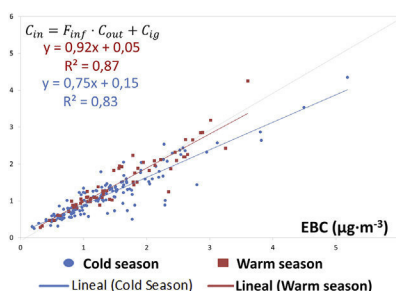 6
C_in = F_inf · C_out + C_ig
y = 0,92x + 0,05
R² = 0,87
5
y = 0,75x + 0,15
R² = 0,83
4
3
2
1
EBC (µg·m⁻³)
0
0 1 2 3 4 5
Cold season Warm season
Lineal (Cold Season) Lineal (Warm season)